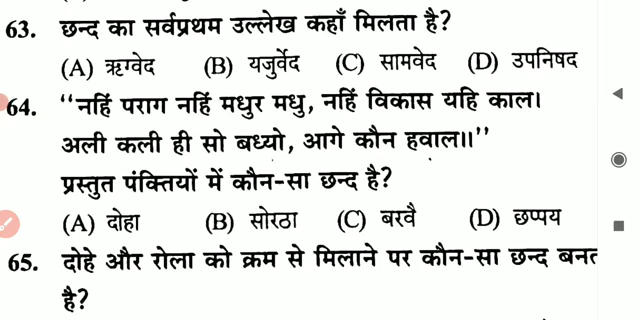 63. छन्द का सर्वप्रथम उल्लेख कहाँ मिलता है?
(A) ऋग्वेद (B) यजुर्वेद (C) सामवेद (D) उपनिषद
64. ‘‘नहिं पराग नहिं मधुर मधु, नहिं विकास यहि काल।
अली कली ही सो बध्यो, आगे कौन हवाल॥’’
प्रस्तुत पंक्तियों में कौन-सा छन्द है?
(A) दोहा (B) सोरठा (C) बरवै (D) छप्पय
65. दोहे और रोला को क्रम से मिलाने पर कौन-सा छन्द
है?